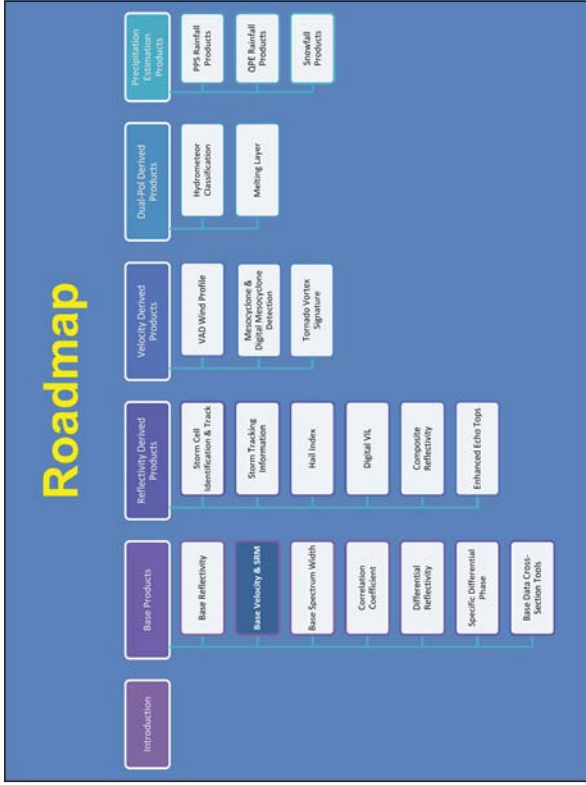 Roadmap
Introduction
Base Products
Base Reflectivity
Base Velocity & SRM
Base Spectrum Width
Correlation
Coefficient
Differential
Reflectivity
Specific Differential
Phase
Base Data Cross-
Section Tools
Reflectivity Derived
Products
Storm Cell
Identification & Track
Storm Tracking
Information
Hail Index
Digital VIL
Composite
Reflectivity
Enhanced Echo Tops
Velocity Derived
Products
VAD Wind Profile
Mesocyclone &
Digital Mesocyclone
Detection
Tornado Vortex
Signature
Dual-Pol Derived
Products
Hydrometeor
Classification
Melting Layer
Precipitation
Estimation
Products
PPS Rainfall
Products
QPE Rainfall
Products
Snowfall
Products